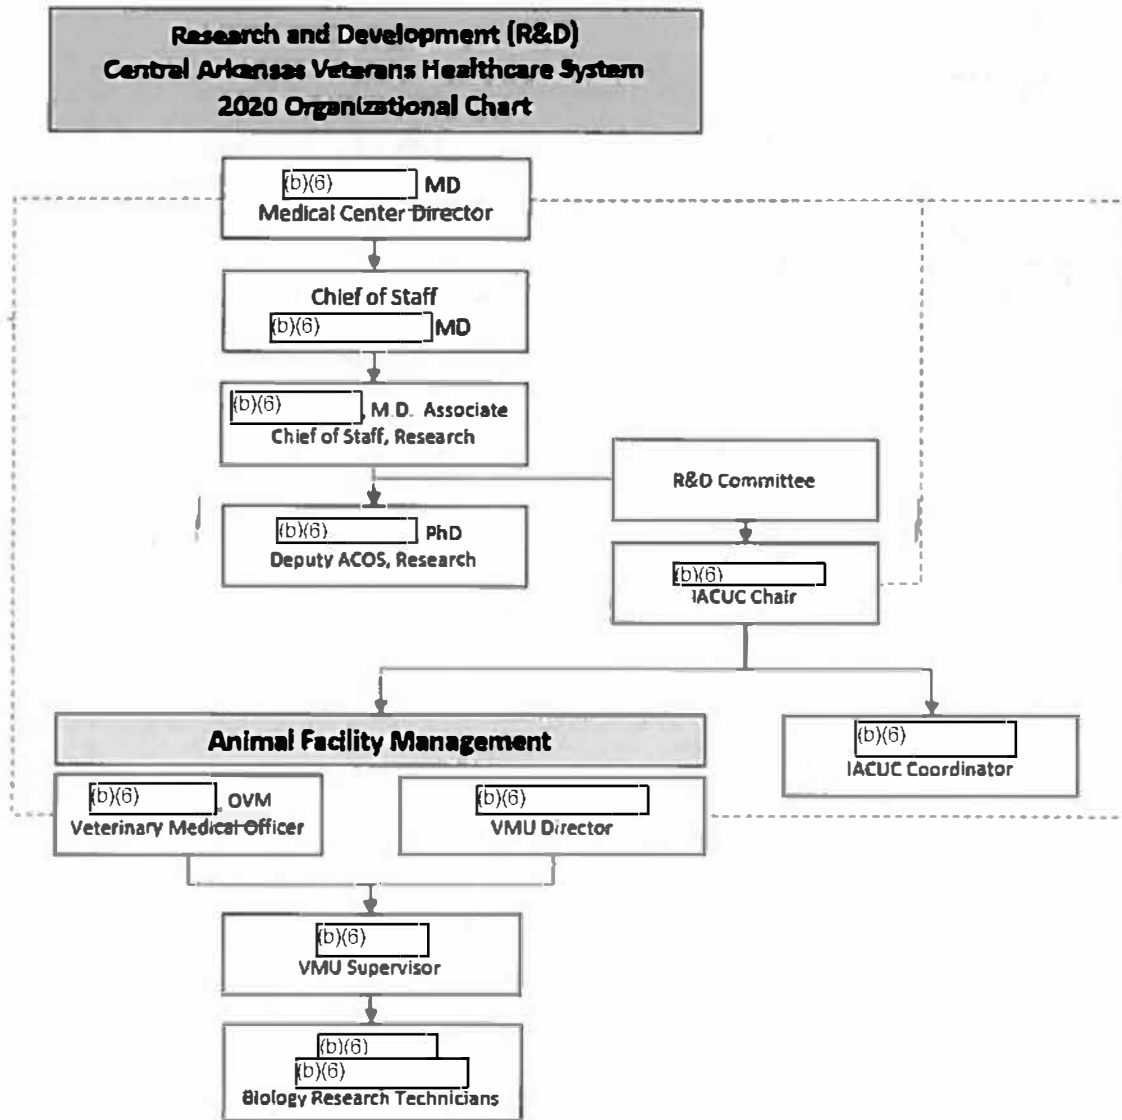 Research and Development (R&D)
Central Arkansas Veterans Healthcare System
2020 Organizational Chart
(b)(6) MD
Medical Center Director
Chief of Staff
(b)(6) MD
(b)(6) , M.D. Associate
Chief of Staff, Research
R&D Committee
(b)(6) PhD
Deputy ACOS, Research
(b)(6)
IACUC Chair
Animal Facility Management
(b)(6)
IACUC Coordinator
(b)(6) , OVM
Veterinary Medical Officer
(b)(6)
VMU Director
(b)(6)
VMU Supervisor
(b)(6)
(b)(6)
Biology Research Technicians